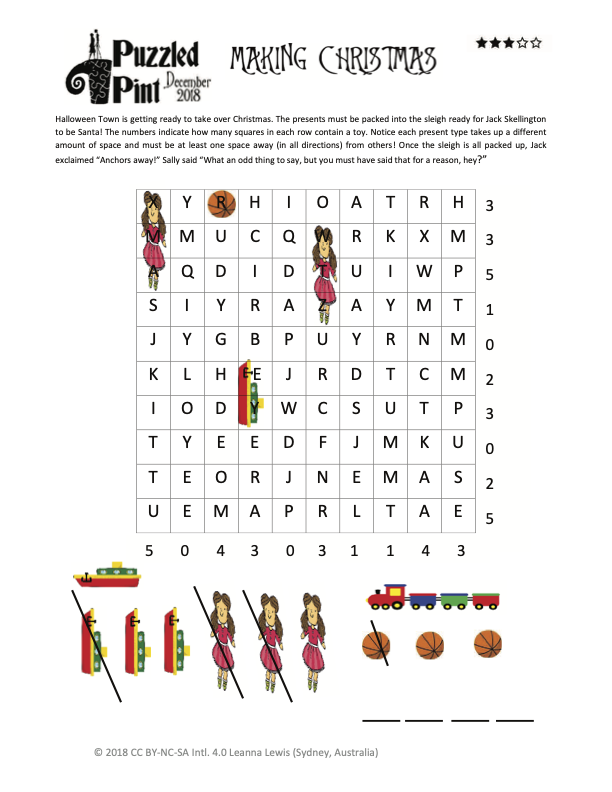 Puzzled
Pint December
2018
MAKING CHRISTMAS
Halloween Town is getting ready to take over Christmas. The presents must be packed into the sleigh ready for Jack Skellington
to be Santa! The numbers indicate how many squares in each row contain a toy. Notice each present type takes up a different
amount of space and must be at least one space away (in all directions) from others! Once the sleigh is all packed up, Jack
exclaimed “Anchors away!” Sally said “What an odd thing to say, but you must have said that for a reason, hey?”
X Y R H I O A T R H 3
M M U C Q W R K X M 3
A Q D I D T U I W P 5
S I Y R A Z A Y M T 1
J Y G B P U Y R N M 0
K L H E J R D T C M 2
I O D Y W C S U T P 3
T Y E E D F J M K U 0
T E O R J N E M A S 2
U E M A P R L T A E 5
5 0 4 3 0 3 1 1 4 3
© 2018 CC BY-NC-SA Intl. 4.0 Leanna Lewis (Sydney, Australia)